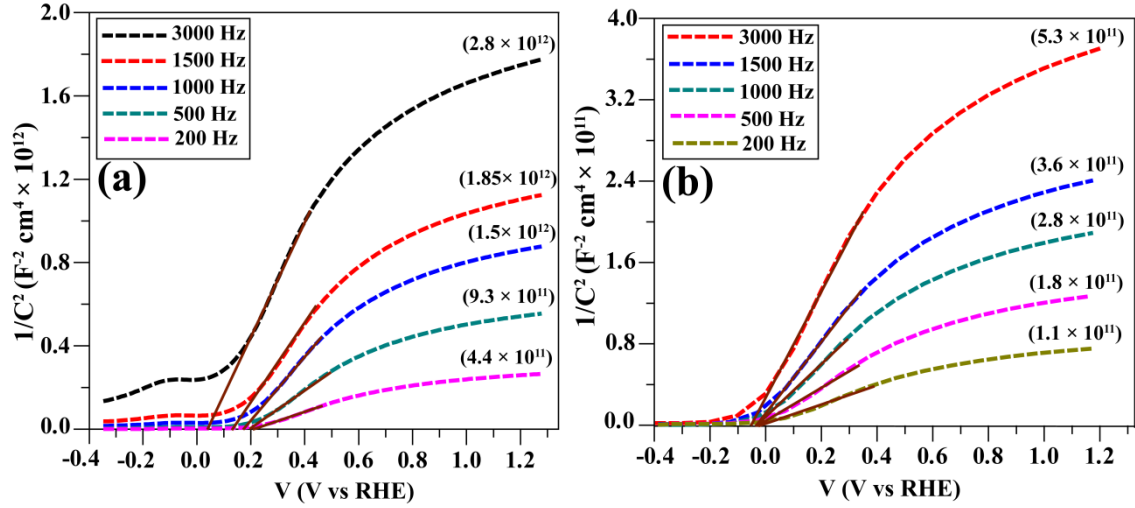 2.0
1.6
1.2
0.8
0.4
0.0
1/C² (F⁻² cm⁴ × 10¹²)
3000 Hz
1500 Hz
1000 Hz
500 Hz
200 Hz
(a)
(2.8 × 10¹²)
(1.85× 10¹²)
(1.5× 10¹²)
(9.3 × 10¹¹)
(4.4 × 10¹¹)
-0.4 -0.2 0.0 0.2 0.4 0.6 0.8 1.0 1.2
V (V vs RHE)
4.0
3.2
2.4
1.6
0.8
0.0
1/C² (F⁻² cm⁴ × 10¹¹)
3000 Hz
1500 Hz
1000 Hz
500 Hz
200 Hz
(b)
(5.3 × 10¹¹)
(3.6 × 10¹¹)
(2.8 × 10¹¹)
(1.8 × 10¹¹)
(1.1 × 10¹¹)
-0.4 -0.2 0.0 0.2 0.4 0.6 0.8 1.0 1.2
V (V vs RHE)